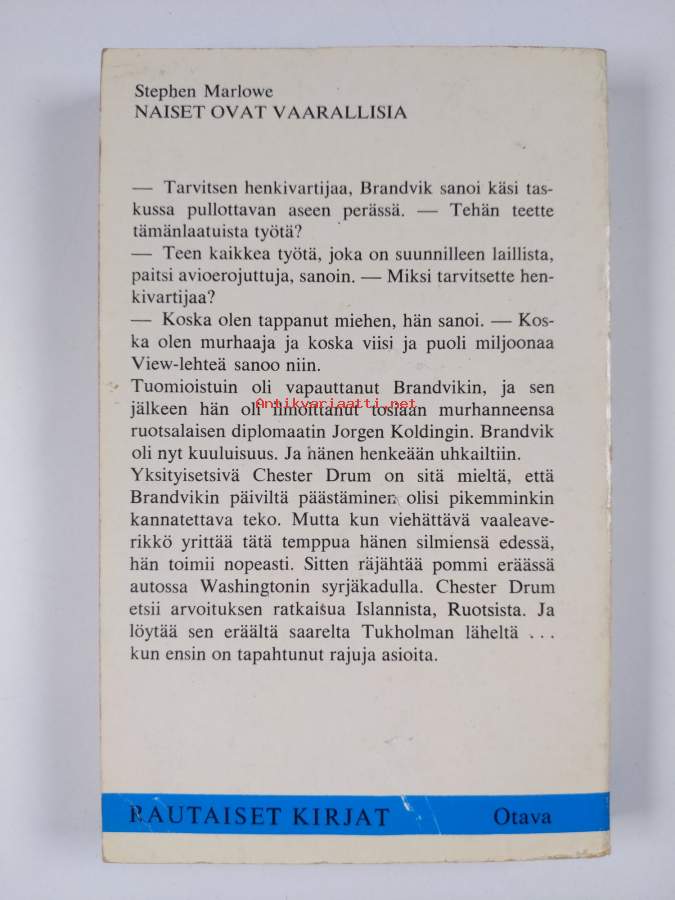 Stephen Marlowe
NAISET OVAT VAARALLISIA
— Tarvitsen henkivartijaa, Brandvik sanoi käsi tas-
kussa pullottavan aseen perässä. — Tehän teette
tämänlaatuista työtä?
— Teen kaikkea työtä, joka on suunnilleen laillista,
paitsi avioerojuttuja, sanoin. — Miksi tarvitsette hen-
kivartijaa?
— Koska olen tappanut miehen, hän sanoi. — Kos-
ka olen murhaaja ja koska viisi ja puoli miljoonaa
View-lehteä sanoo niin.
Tuomioistuin oli vapauttanut Brandvikin, ja sen
jälkeen hän oli ilmoittanut tosiaan murhanneensa
Antikvariaatti.net
ruotsalaisen diplomaatin Jorgen Koldingin. Brandvik
oli nyt kuuluisuus. Ja hänen henkeään uhkailtiin.
Yksityisetsivä Chester Drum on sitä mieltä, että
Brandvikin päiviltä päästäminen olisi pikemminkin
kannatettava teko. Mutta kun viehättävä vaaleave-
rikkö yrittää tätä temppua hänen silmiensä edessä,
hän toimii nopeasti. Sitten räjähtää pommi eräässä
autossa Washingtonin syrjäkadulla. Chester Drum
etsii arvoituksen ratkaisua Islannista, Ruotsista. Ja
löytää sen eräältä saarelta Tukholman läheltä . . .
kun ensin on tapahtunut rajuja asioita.
RAUTAISET KIRJAT Otava